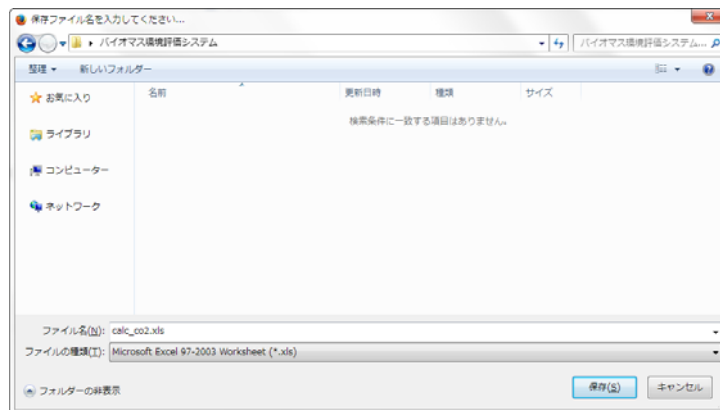 保存ファイル名を入力してください...
バイオマス環境評価システム
バイオマス環境評価システム...
整理 新しいフォルダー
名前 更新日時 種類 サイズ
検索条件に一致する項目はありません。
お気に入り
ライブラリ
コンピューター
ネットワーク
ファイル名(N): calc_co2.xls
ファイルの種類(T): Microsoft Excel 97-2003 Worksheet (*.xls)
フォルダーの非表示
保存(S) キャンセル